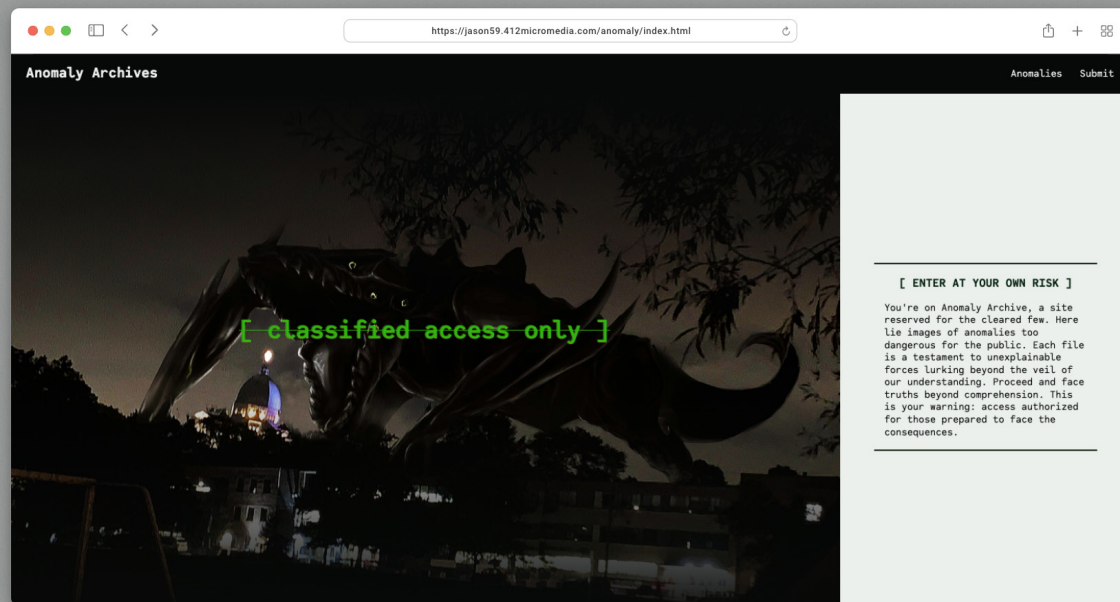 https://jason59.412micromedia.com/anomaly/index.html
Anomaly Archives
Anomalies Submit
[ classified access only ]
[ ENTER AT YOUR OWN RISK ]
You're on Anomaly Archive, a site
reserved for the cleared few. Here
lie images of anomalies too
dangerous for the public. Each file
is a testament to unexplainable
forces lurking beyond the veil of
our understanding. Proceed and face
truths beyond comprehension. This
is your warning: access authorized
for those prepared to face the
consequences.